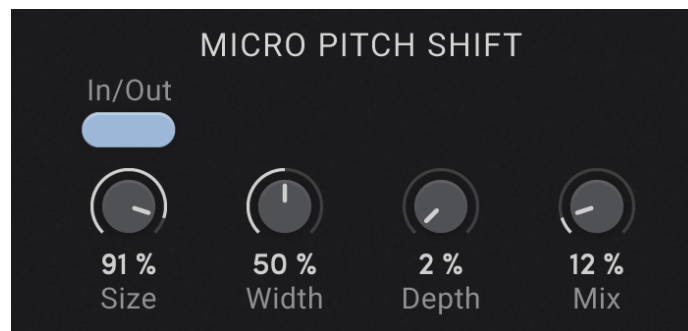 MICRO PITCH SHIFT
In/Out
91 % 50 % 2 % 12 %
Size Width Depth Mix